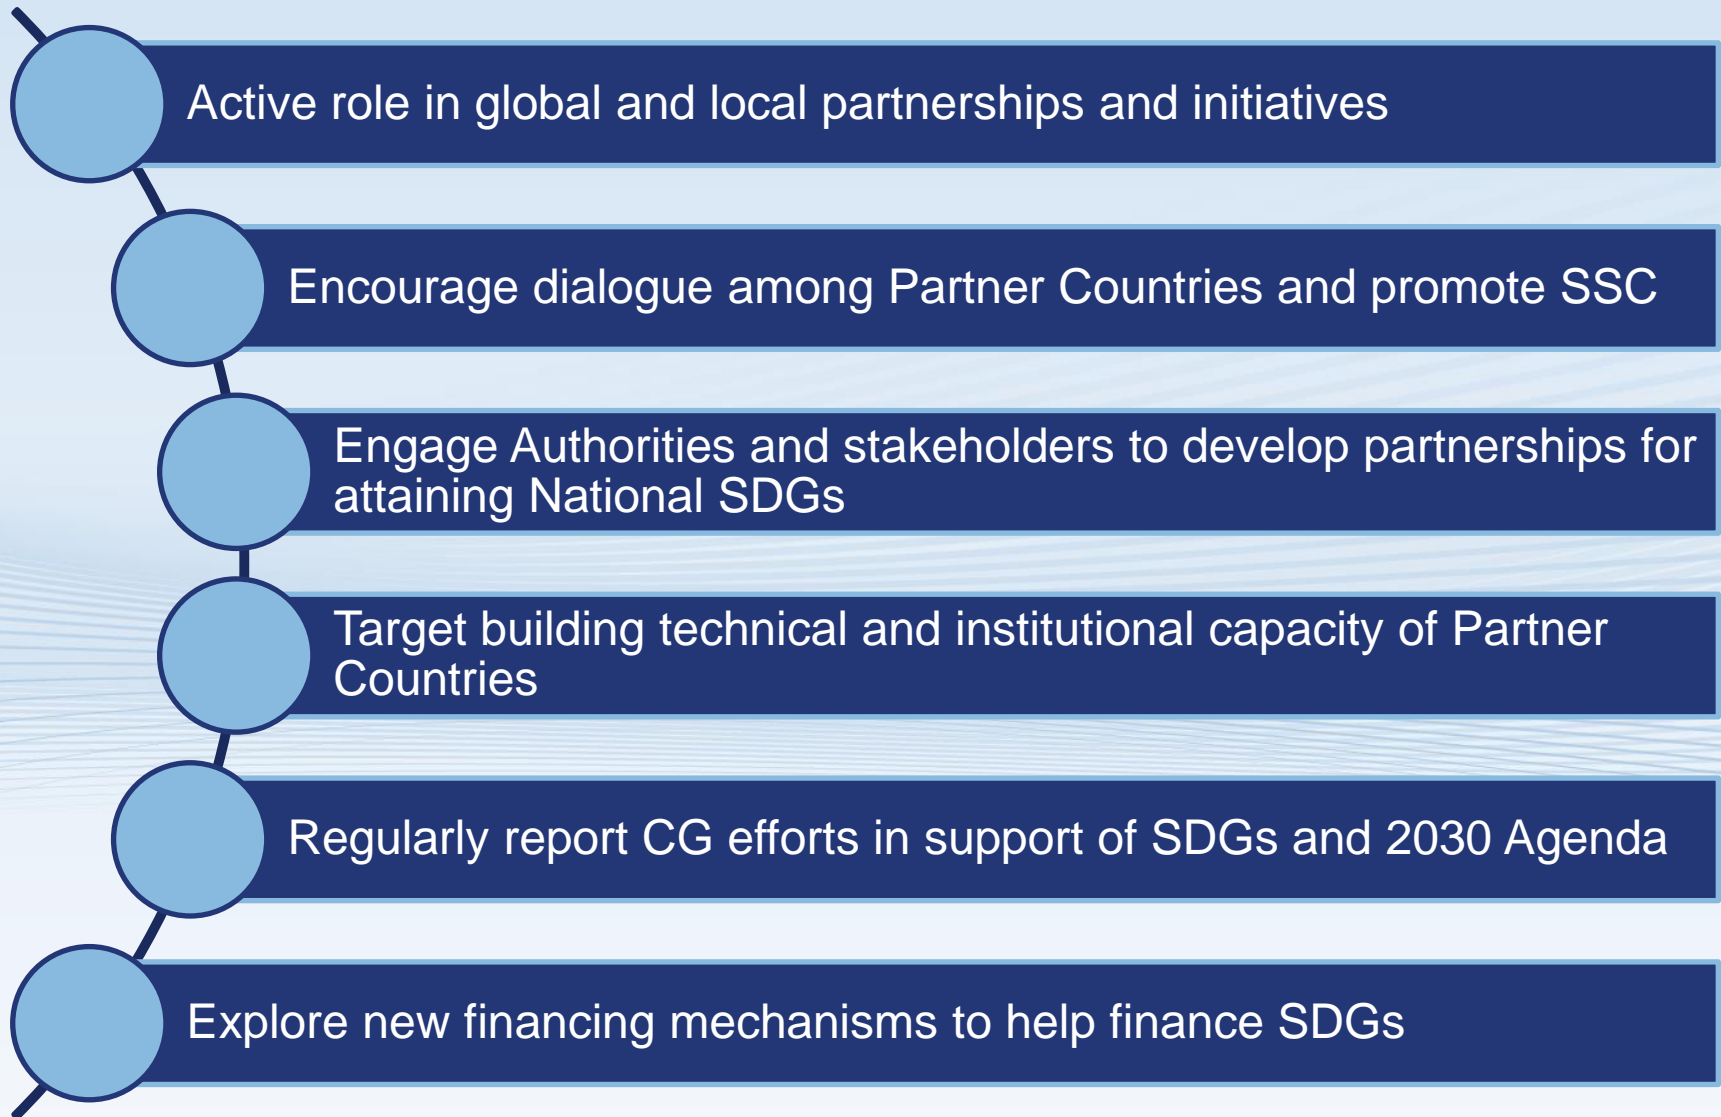 Active role in global and local partnerships and initiatives
Encourage dialogue among Partner Countries and promote SSC
Engage Authorities and stakeholders to develop partnerships for
attaining National SDGs
Target building technical and institutional capacity of Partner
Countries
Regularly report CG efforts in support of SDGs and 2030 Agenda
Explore new financing mechanisms to help finance SDGs